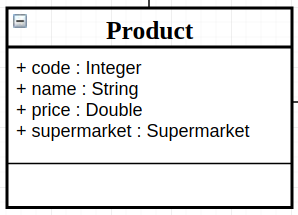 Product
+ code : Integer
+ name : String
+ price : Double
+ supermarket : Supermarket